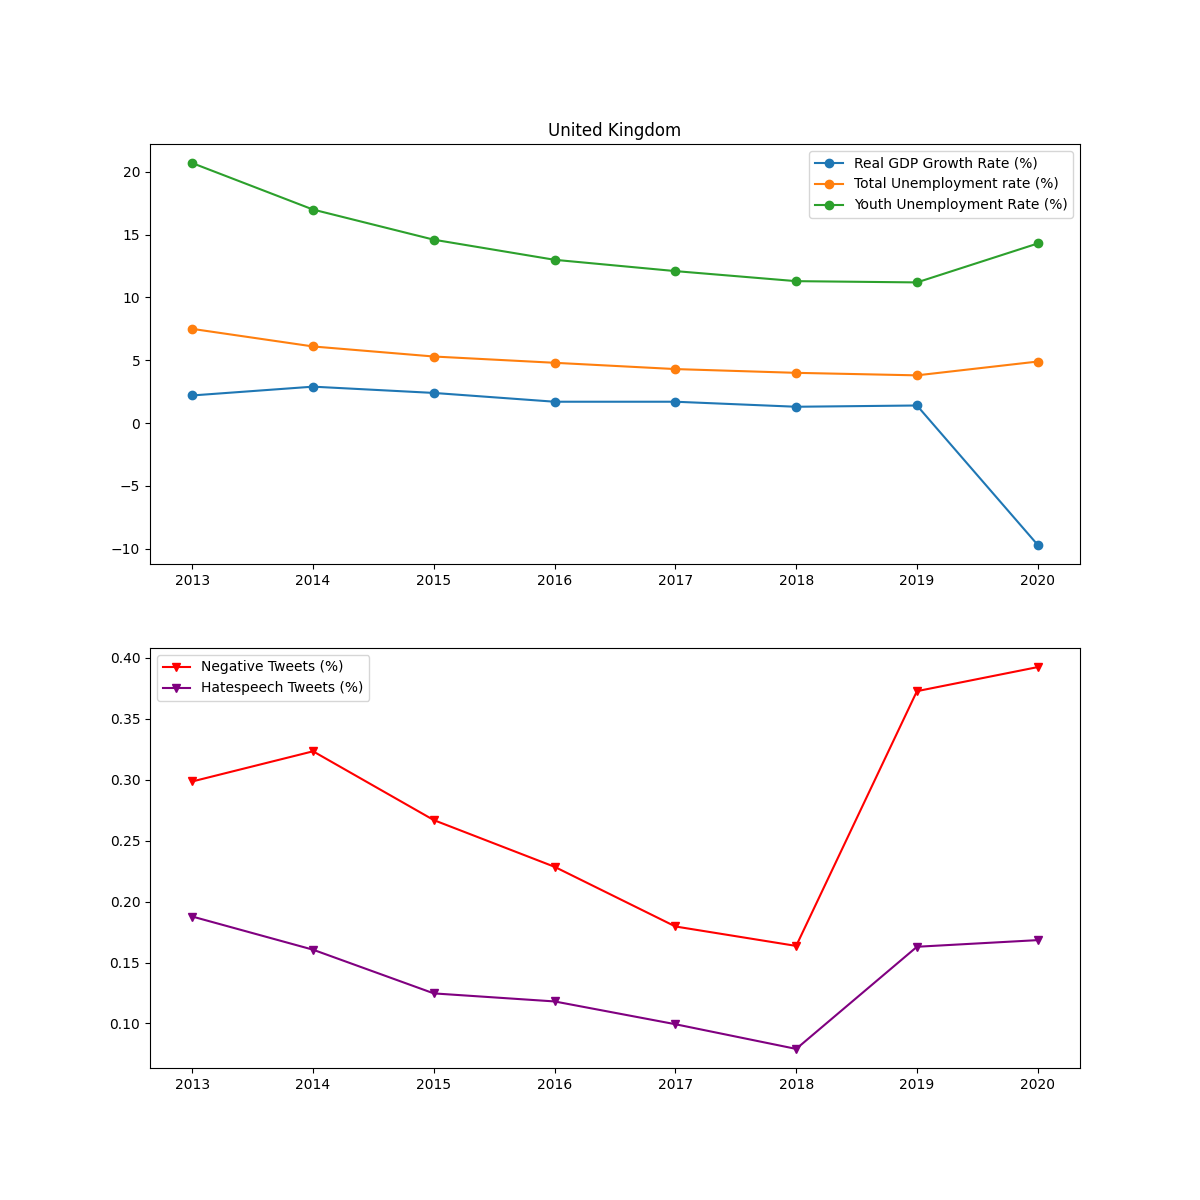 United Kingdom
Real GDP Growth Rate (%)
Total Unemployment rate (%)
Youth Unemployment Rate (%)
20
15
10
5
0
−5
−10
2013 2014 2015 2016 2017 2018 2019 2020
Negative Tweets (%)
Hatespeech Tweets (%)
0.40
0.35
0.30
0.25
0.20
0.15
0.10
2013 2014 2015 2016 2017 2018 2019 2020